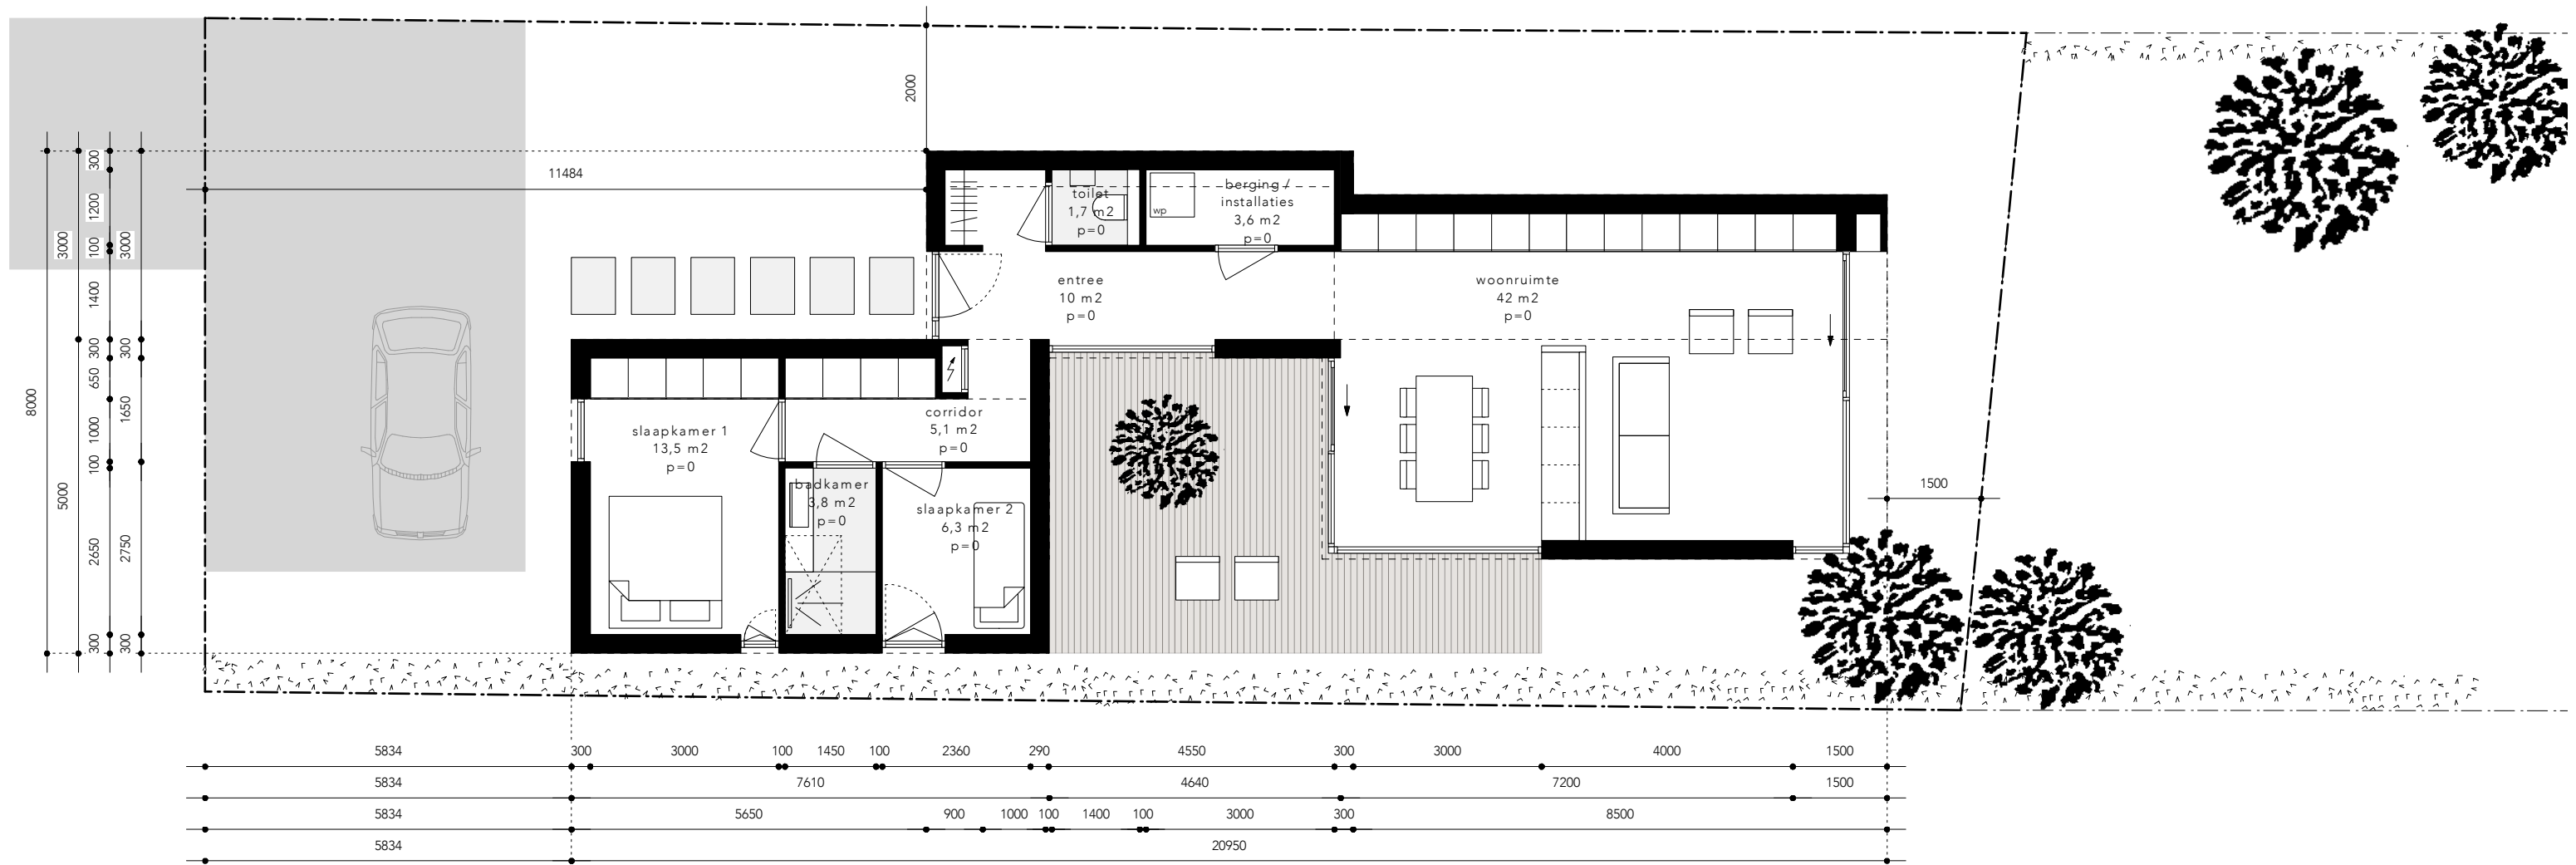 2000
11484
300
1200
100
1400
300
650
1000
100
2650
300
3000
5000
8000
3000
300
1650
2750
300
toilet
1,7 m2
p=0
wp
berging /
installaties
3,6 m2
p=0
entree
10 m2
p=0
woonruimte
42 m2
p=0
slaapkamer 1
13,5 m2
p=0
corridor
5,1 m2
p=0
badkamer
3,8 m2
p=0
slaapkamer 2
6,3 m2
p=0
1500
5834 300 3000 100 1450 100 2360 290 4550 300 3000 4000 1500
5834 7610 4640 7200 1500
5834 5650 900 1000 100 1400 100 3000 300 8500
5834 20950